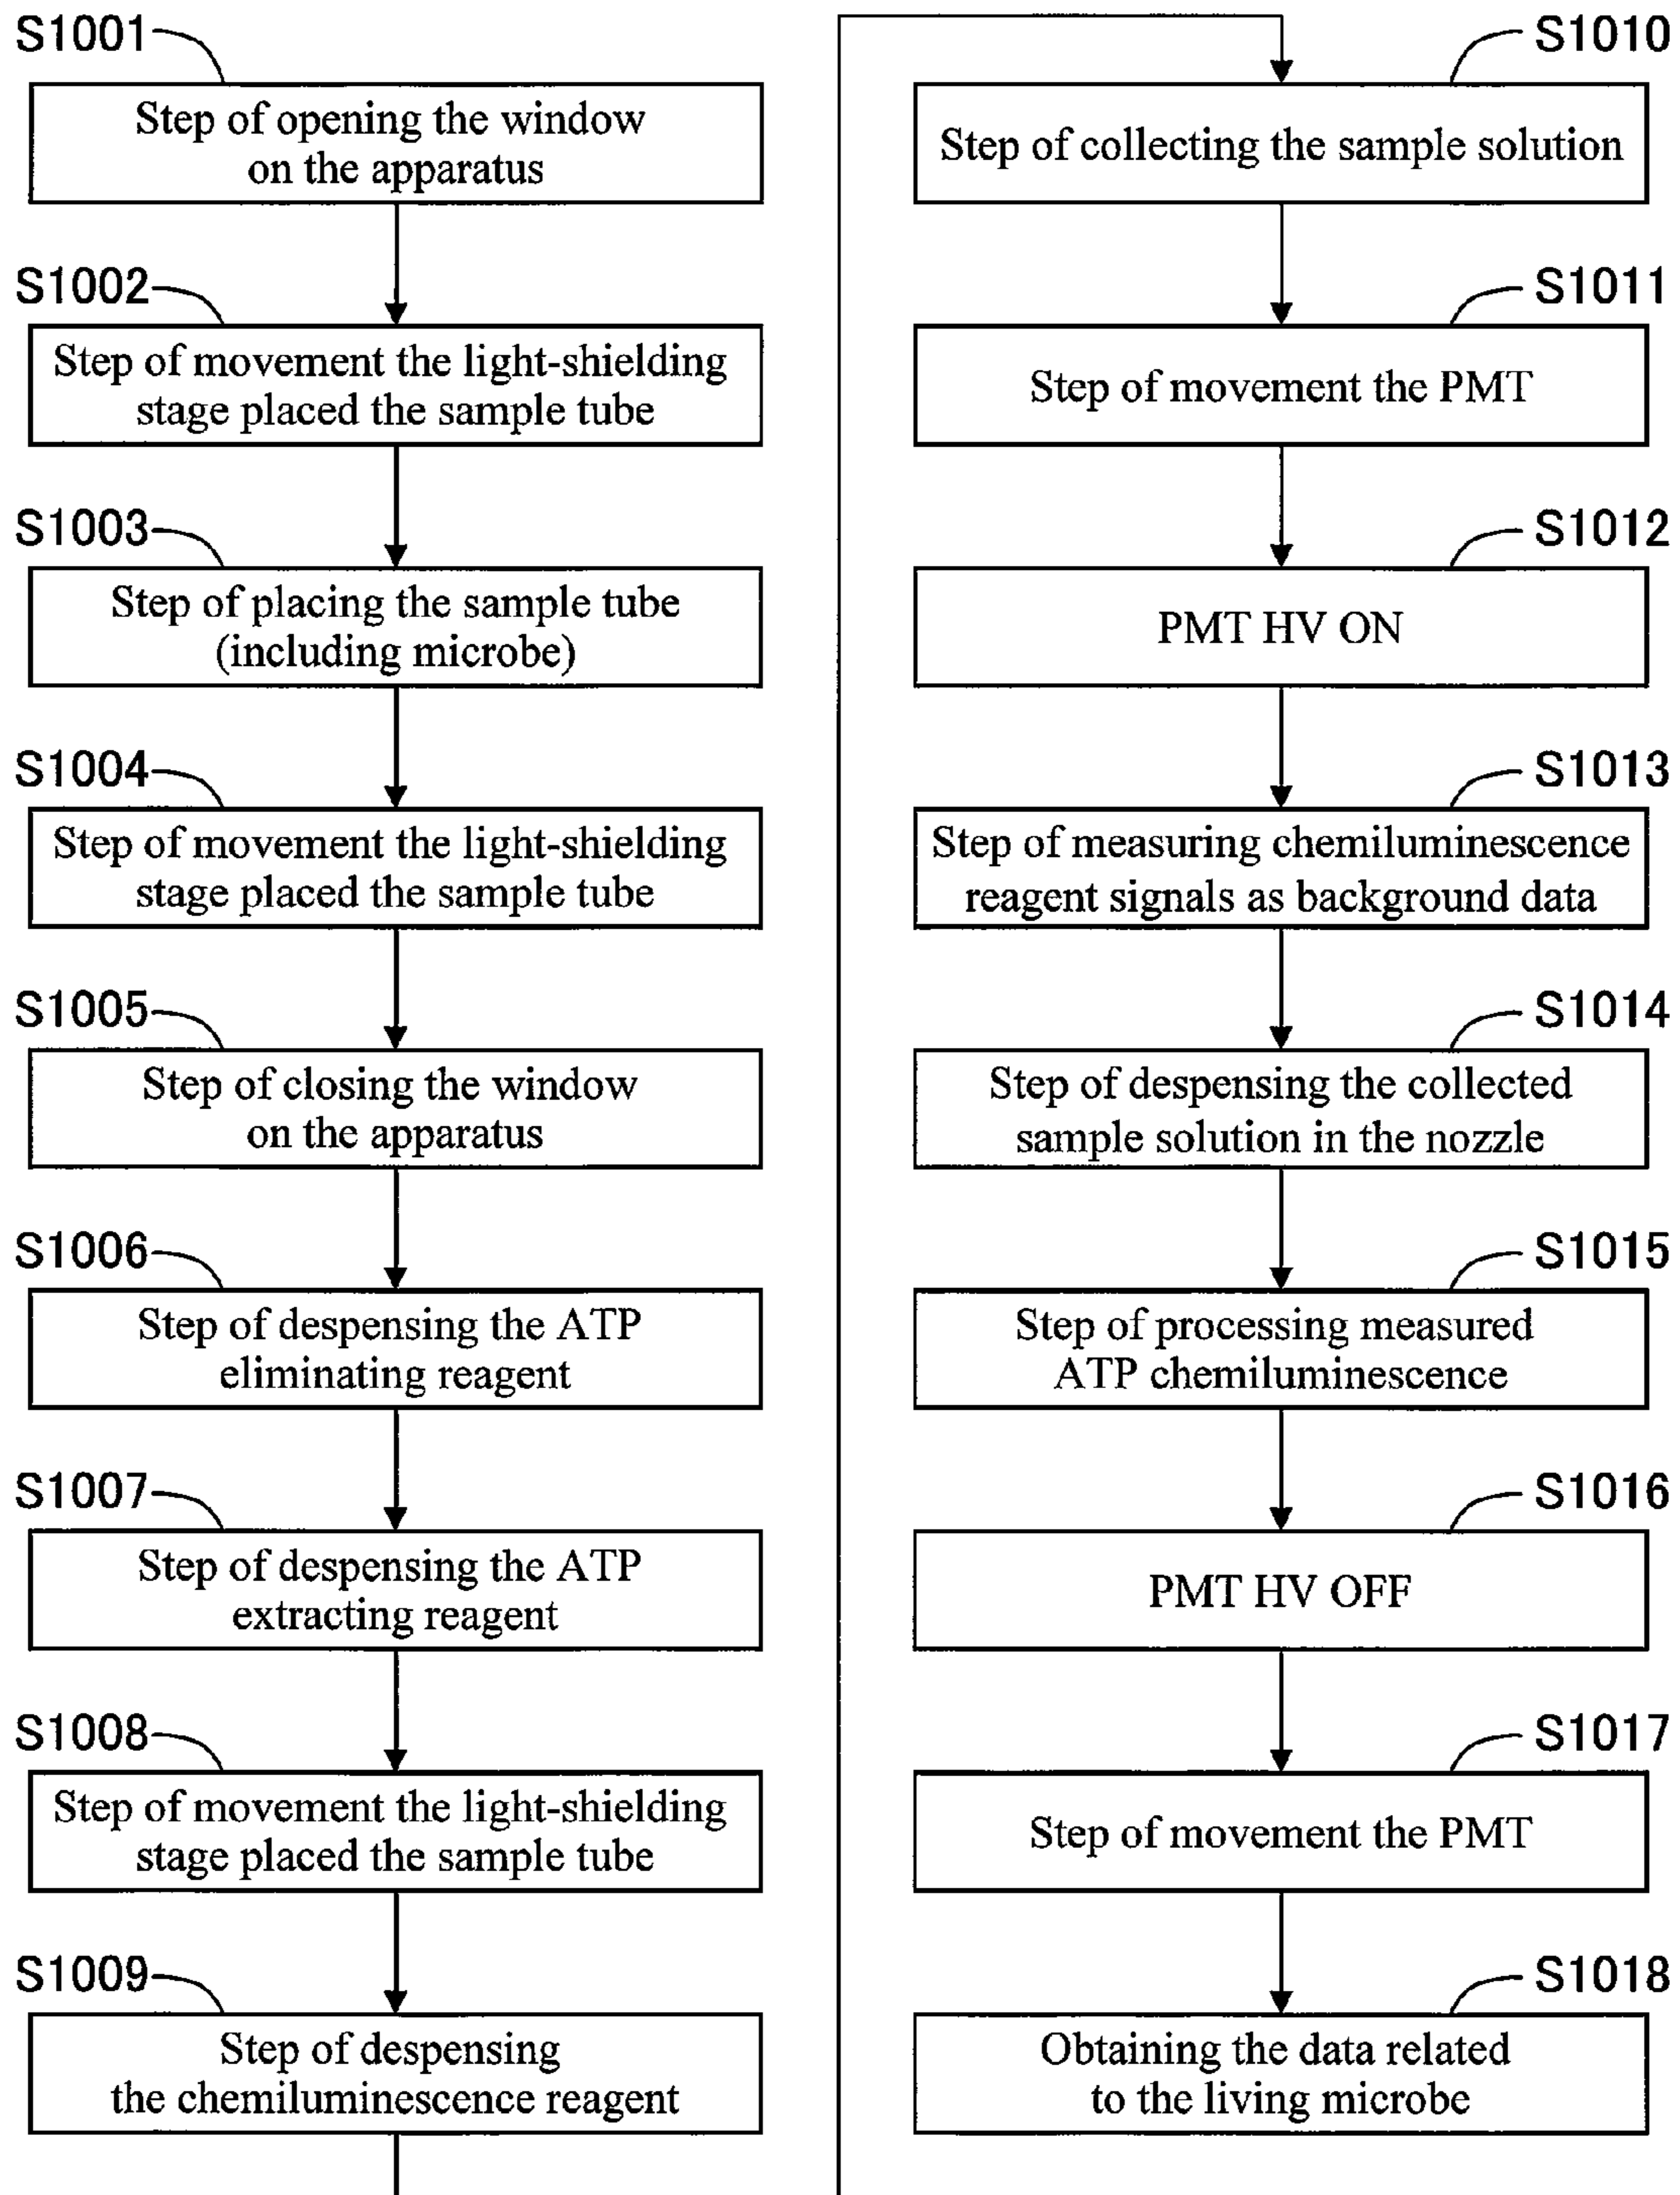 S1001
Step of opening the window
on the apparatus
S1002
Step of movement the light-shielding
stage placed the sample tube
S1003
Step of placing the sample tube
(including microbe)
S1004
Step of movement the light-shielding
stage placed the sample tube
S1005
Step of closing the window
on the apparatus
S1006
Step of despensing the ATP
eliminating reagent
S1007
Step of despensing the ATP
extracting reagent
S1008
Step of movement the light-shielding
stage placed the sample tube
S1009
Step of despensing
the chemiluminescence reagent
S1010
Step of collecting the sample solution
S1011
Step of movement the PMT
S1012
PMT HV ON
S1013
Step of measuring chemiluminescence
reagent signals as background data
S1014
Step of despensing the collected
sample solution in the nozzle
S1015
Step of processing measured
ATP chemiluminescence
S1016
PMT HV OFF
S1017
Step of movement the PMT
S1018
Obtaining the data related
to the living microbe